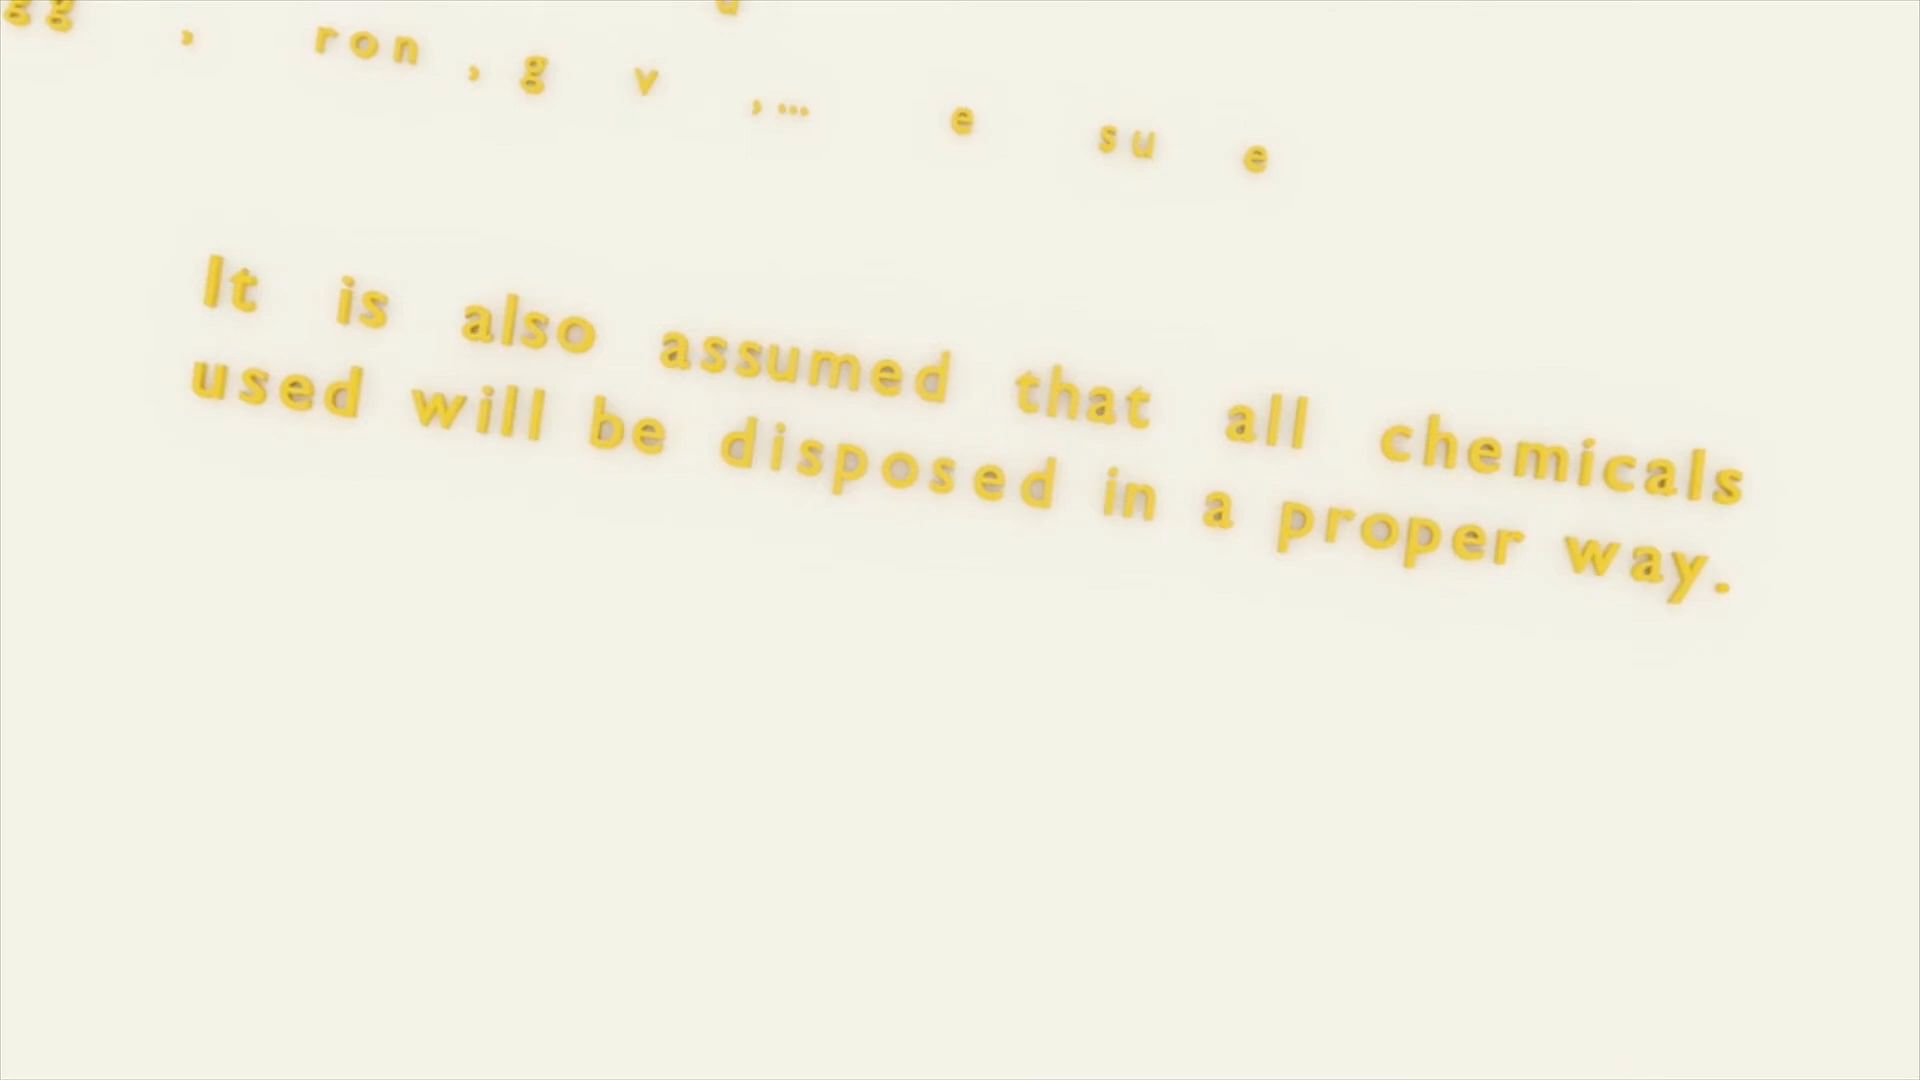 It is also assumed that all chemicals
used will be disposed in a proper way.